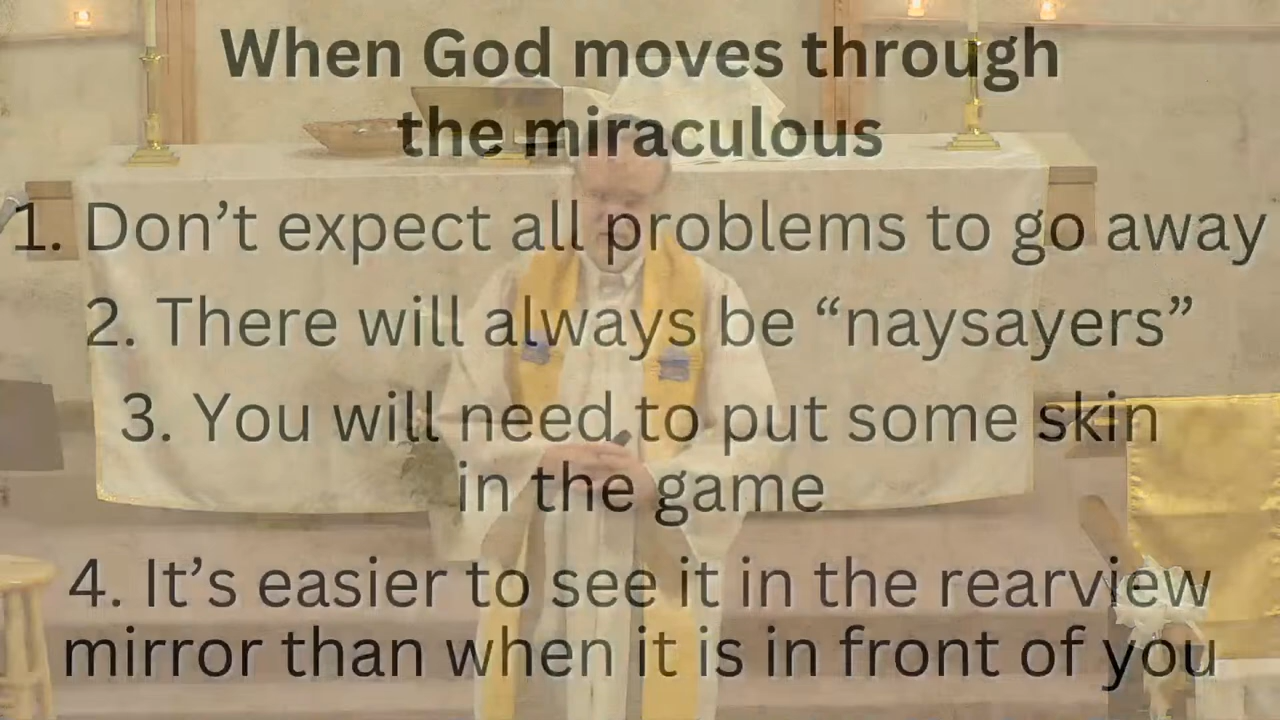 When God moves through
the miraculous
1. Don’t expect all problems to go away
2. There will always be “naysayers”
3. You will need to put some skin
in the game
4. It’s easier to see it in the rearview
mirror than when it is in front of you